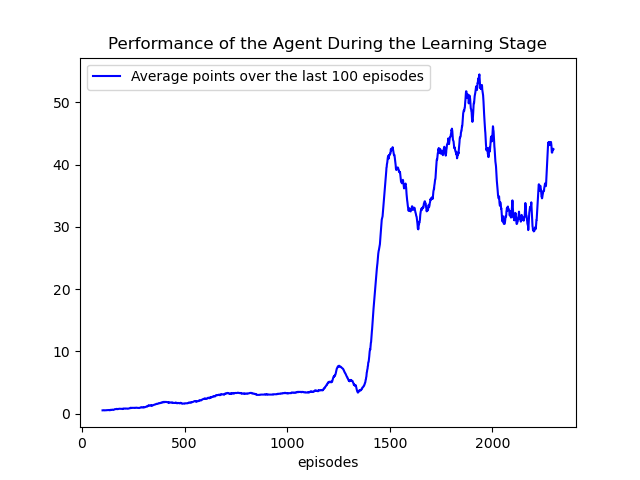 Performance of the Agent During the Learning Stage
Average points over the last 100 episodes
50
40
30
20
10
0
0 500 1000 1500 2000
episodes